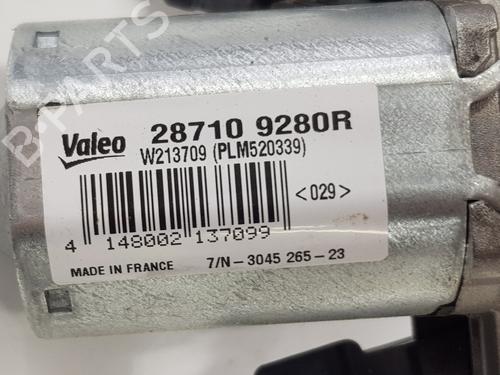 B-PARTS
Valeo
28710 9280R
W213709 (PLM520339)
<029>
4 148002 137099
MADE IN FRANCE
7/N-3045 265-23